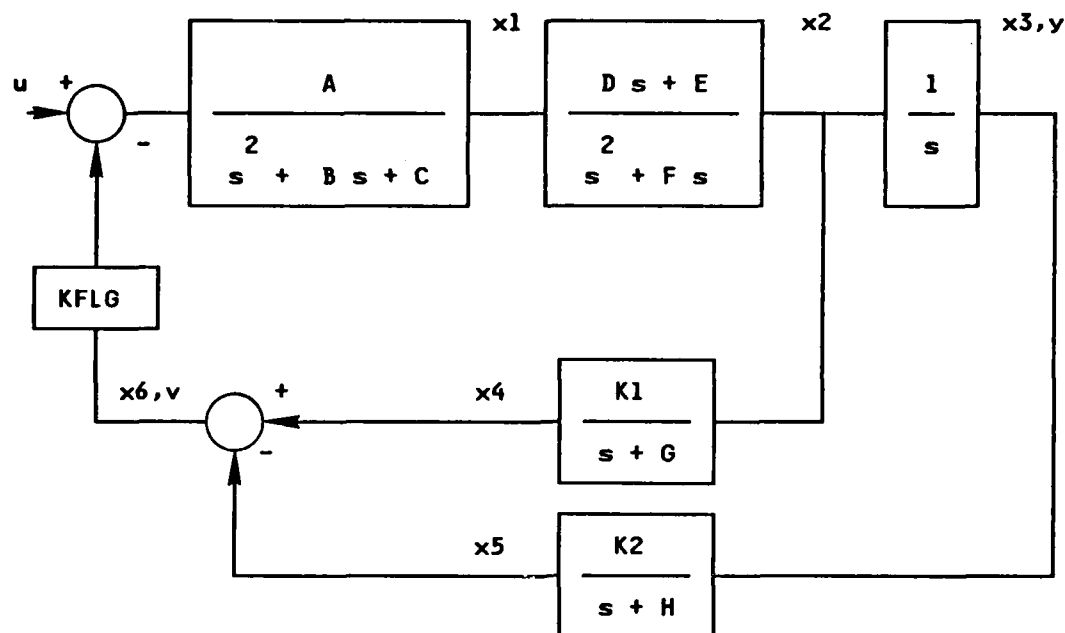 x1 x2 x3,y
u +
A
D s + E
1
-
2
s + B s + C
2
s + F s
s
KFLG
x6,v
+
x4
K1
-
s + G
x5
K2
s + H